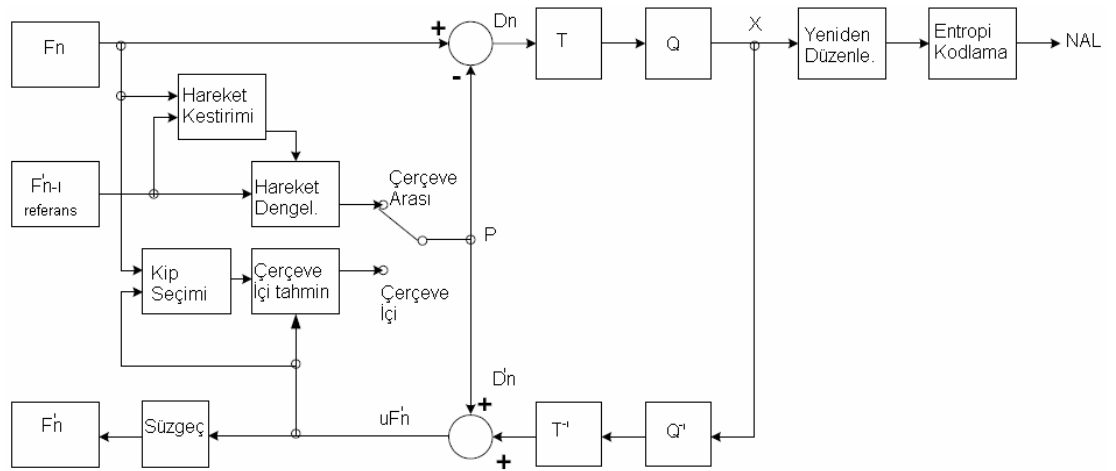 Fn
+
-
Dn
T
Q
X
Yeniden
Düzenle.
Entropi
Kodlama
NAL
Hareket
Kestirimi
F'n-1
referans
Hareket
Dengel.
Çerçeve
Arası
P
Kip
Seçimi
Çerçeve
İçi tahmin
Çerçeve
İçi
F'n
Süzgeç
uF'n
D'n
+
+
T-1
Q-1